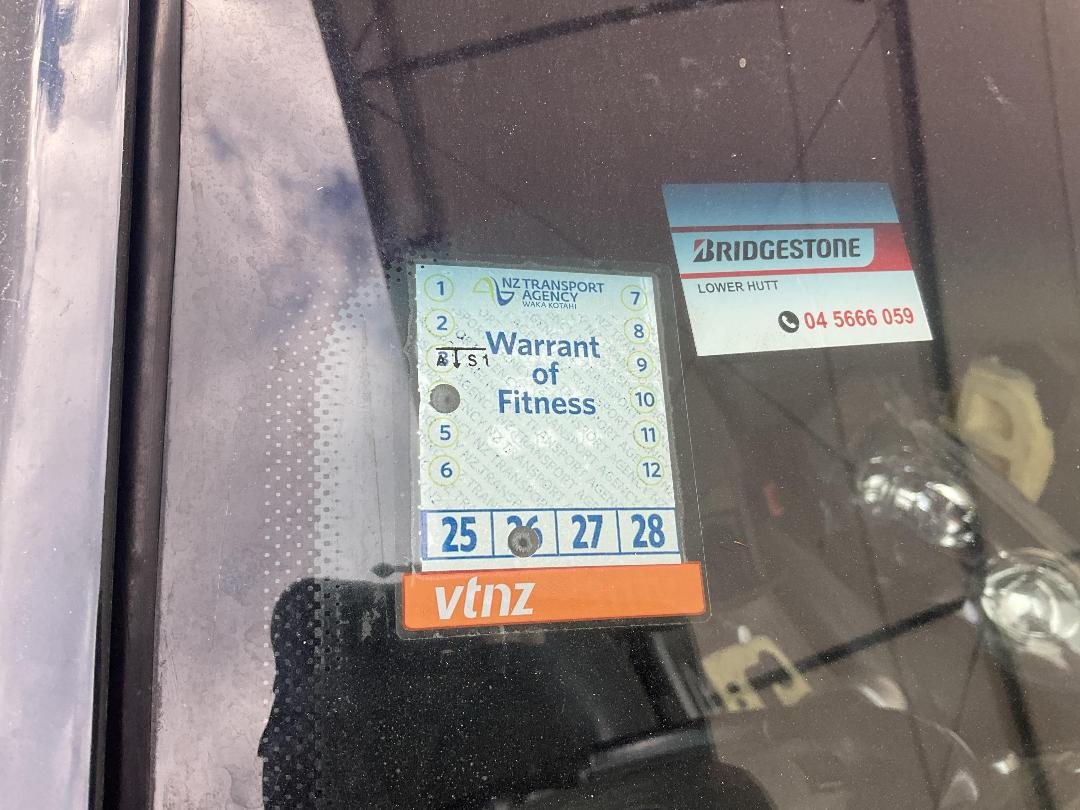 1
NZ TRANSPORT
AGENCY
WAKA KOTAHI
7
2
8
Warrant
of
Fitness
3
A S1
9
10
5
11
6
12
25 26 27 28
vtnz
BRIDGESTONE
LOWER HUTT
04 5666 059